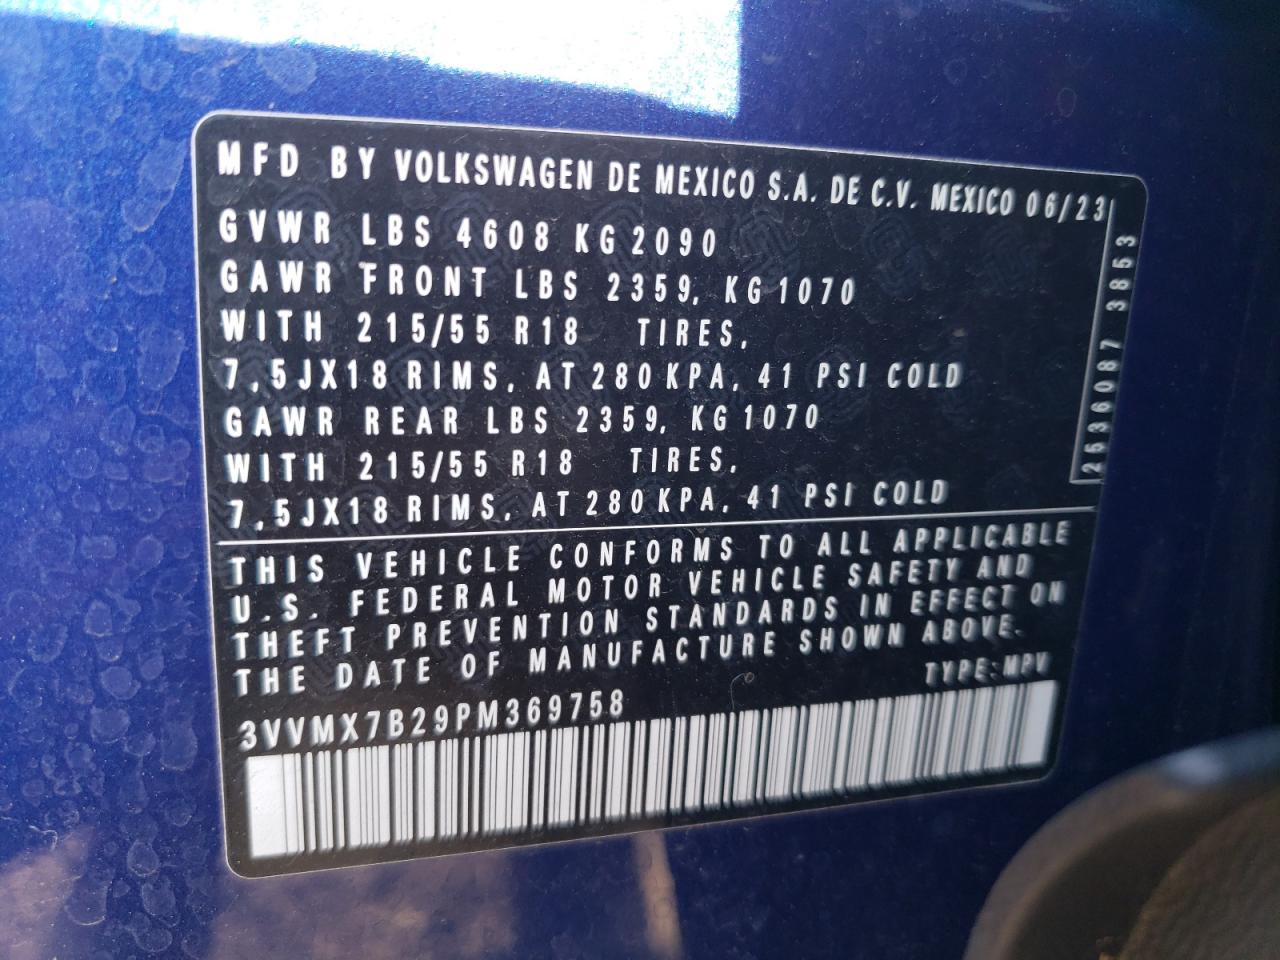 MFD BY VOLKSWAGEN DE MEXICO S.A. DE C.V. MEXICO 06/23
GVWR LBS 4608 KG 2090
GAWR FRONT LBS 2359, KG 1070
WITH 215/55 R18 TIRES,
7,5JX18 RIMS, AT 280 KPA, 41 PSI COLD
GAWR REAR LBS 2359, KG 1070
WITH 215/55 R18 TIRES,
7,5JX18 RIMS, AT 280 KPA, 41 PSI COLD
2536087 3853
THIS VEHICLE CONFORMS TO ALL APPLICABLE
U.S. FEDERAL MOTOR VEHICLE SAFETY AND
THEFT PREVENTION STANDARDS IN EFFECT ON
THE DATE OF MANUFACTURE SHOWN ABOVE.
TYPE: MPV
3VVMX7B29PM369758